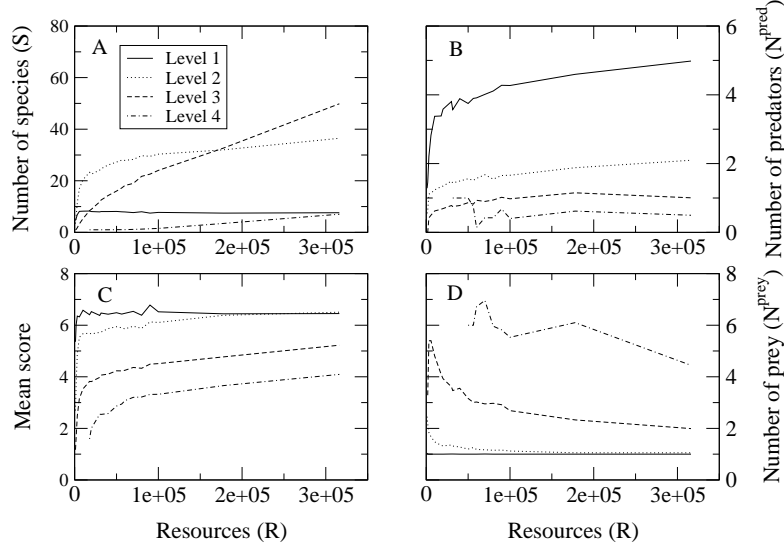 A
Level 1
Level 2
Level 3
Level 4
Number of species (S)
80
60
40
20
0
0
1e+05
2e+05
3e+05
B
Number of predators (N^pred)
6
4
2
0
0
1e+05
2e+05
3e+05
C
Mean score
8
6
4
2
0
0
1e+05
2e+05
3e+05
Resources (R)
D
Number of prey (N^prey)
8
6
4
2
0
0
1e+05
2e+05
3e+05
Resources (R)